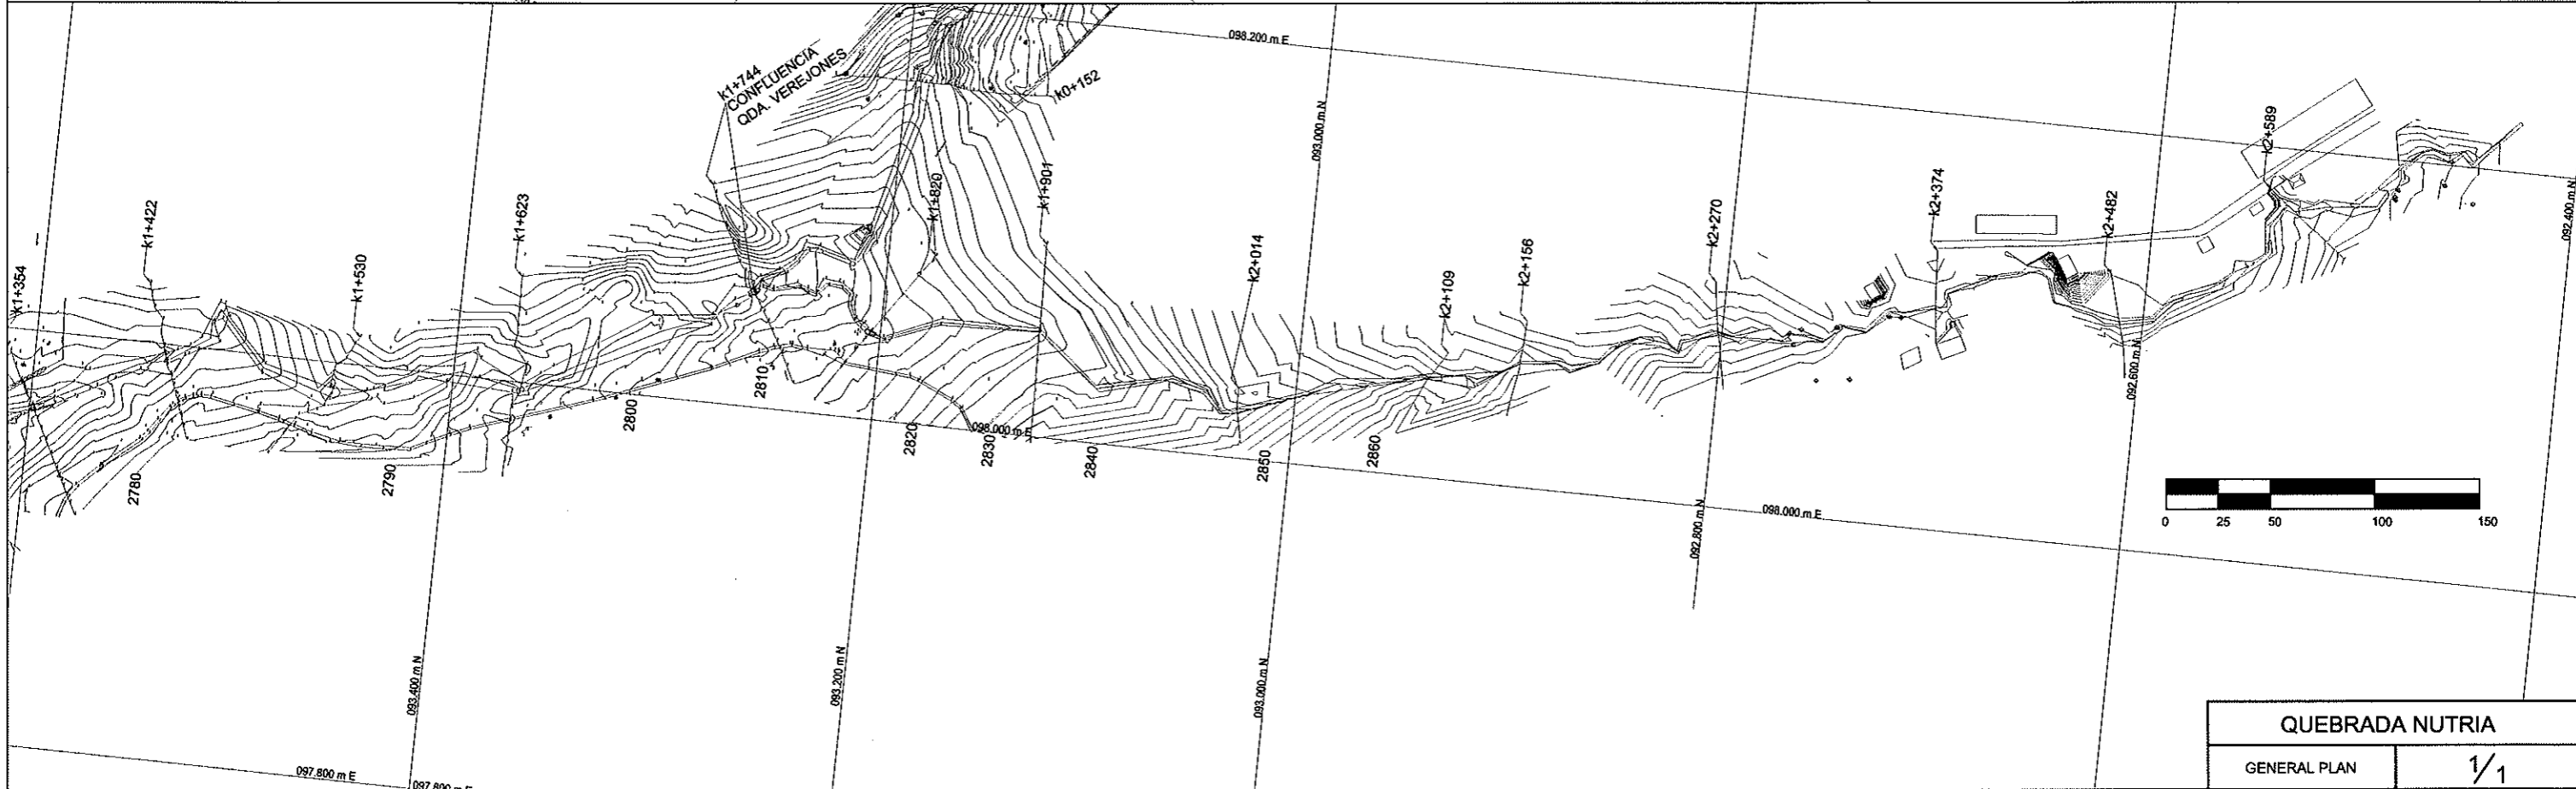 098.200 m E
k1+744
CONFLUENCIA
QDA. VEREJONES
k0+152
093.000 m N
k2+589
k1+354
k1+422
k1+530
k1+623
k1+820
k1+901
k2+014
k2+109
k2+156
k2+270
k2+374
k2+482
092.400 m N
092.600 m N
2780
2790
2800
2810
2820
2830
098.000 m E
2840
2850
2860
092.800 m N
098.000 m E
0 25 50 100 150
093.400 m N
093.200 m N
093.000 m N
097.800 m E
097.800 m E
QUEBRADA NUTRIA
GENERAL PLAN
1/1